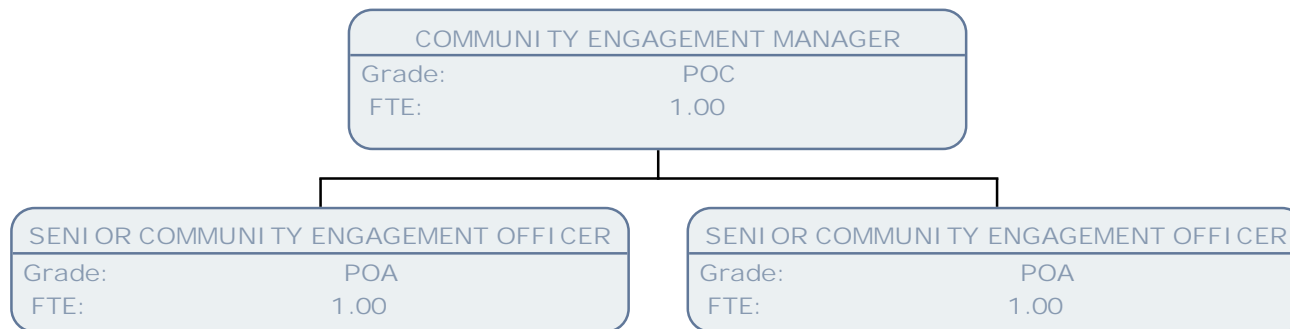 COMMUNITY ENGAGEMENT MANAGER
Grade: POC
FTE: 1.00
SENIOR COMMUNITY ENGAGEMENT OFFICER
Grade: POA
FTE: 1.00
SENIOR COMMUNITY ENGAGEMENT OFFICER
Grade: POA
FTE: 1.00